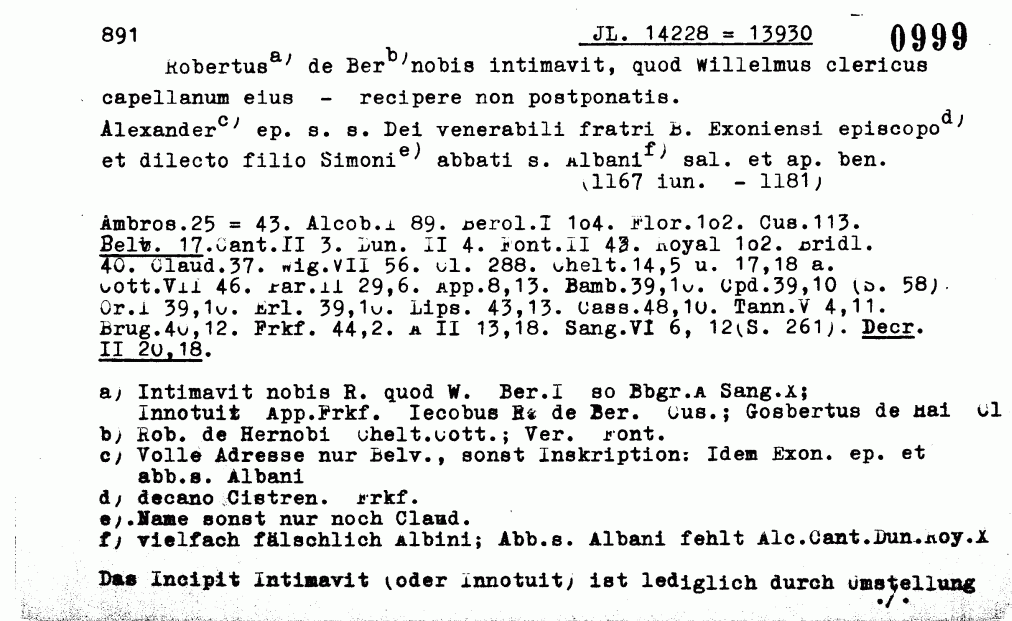 891 JL. 14228 = 13930 0999
Robertus a) de Ber b) nobis intimavit, quod Willelmus clericus
capellanum eius - recipere non postponatis.
Alexander c) ep. s. s. Dei venerabili fratri B. Exoniensi episcopo d)
et dilecto filio Simoni e) abbati s. Albani f) sal. et ap. ben.
(1167 iun. - 1181)
Ambros.25 = 43. Alcob.I 89. Berol.I 1o4. Flor.1o2. Cus.113.
Belv. 17.Cant.II 3. Dun. II 4. Font.II 43. Royal 1o2. Bridl.
40. Claud.37. Wig.VII 56. Cl. 288. Chelt.14,5 u. 17,18 a.
Cott.VII 46. Par.II 29,6. App.8,13. Bamb.39,1o. Cpd.39,10 (S. 58).
Or.I 39,1o. Erl. 39,1o. Lips. 43,13. Cass.48,10. Tann.V 4,11.
Brug.4o,12. Frkf. 44,2. A II 13,18. Sang.VI 6, 12(S. 261). Decr.
II 2o,18.
a) Intimavit nobis R. quod W. Ber.I so Bbgr.A Sang.X;
Innotuit App.Frkf. Iecobus de Ber. Cus.; Gosbertus de Hai Cl
b) Rob. de Hernobi Chelt.Cott.; Ver. Font.
c) Volle Adresse nur Belv., sonst Inskription: Idem Exon. ep. et
abb.s. Albani
d) decano Cistren. Frkf.
e).Name sonst nur noch Claud.
f) vielfach fälschlich Albini; Abb.s. Albani fehlt Alc.Cant.Dun.Roy.X
Das Incipit Intimavit (oder Innotuit) ist lediglich durch Umstellung
./.